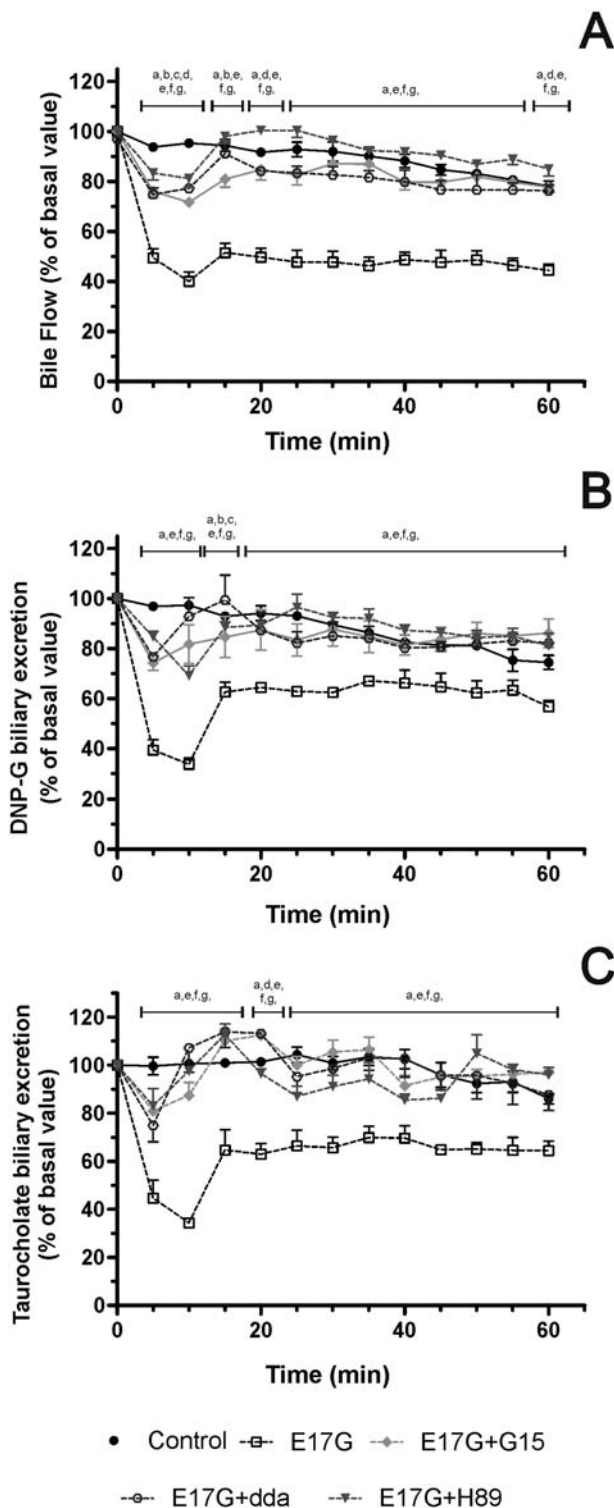 A
a,b,c,d,
e,f,g,
a,b,e,
f,g,
a,d,e,
f,g,
a,e,f,g,
a,d,e,
f,g,
120
100
80
60
40
20
0
Bile Flow (% of basal value)
0
20
40
60
Time (min)
B
a,e,f,g,
a,b,c,
e,f,g,
a,e,f,g,
120
100
80
60
40
20
0
DNP-G biliary excretion
(% of basal value)
0
20
40
60
Time (min)
C
a,e,f,g,
a,d,e,
f,g,
a,e,f,g,
120
100
80
60
40
20
0
Taurocholate biliary excretion
(% of basal value)
0
20
40
60
Time (min)
Control E17G E17G+G15
E17G+dda E17G+H89